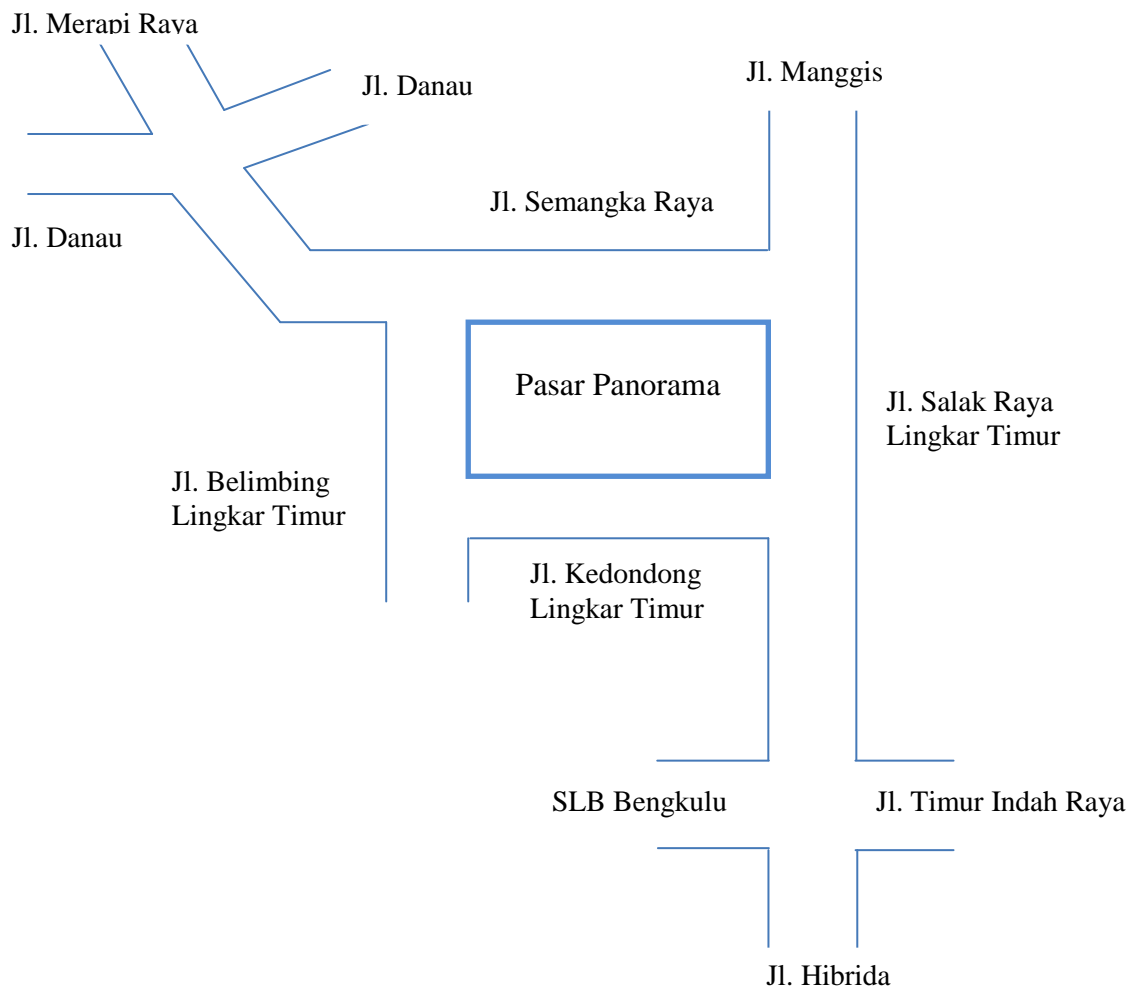 Jl. Merapi Raya
Jl. Danau
Jl. Manggis
Jl. Semangka Raya
Jl. Danau
Pasar Panorama
Jl. Salak Raya
Lingkar Timur
Jl. Belimbing
Lingkar Timur
Jl. Kedondong
Lingkar Timur
SLB Bengkulu
Jl. Timur Indah Raya
Jl. Hibrida